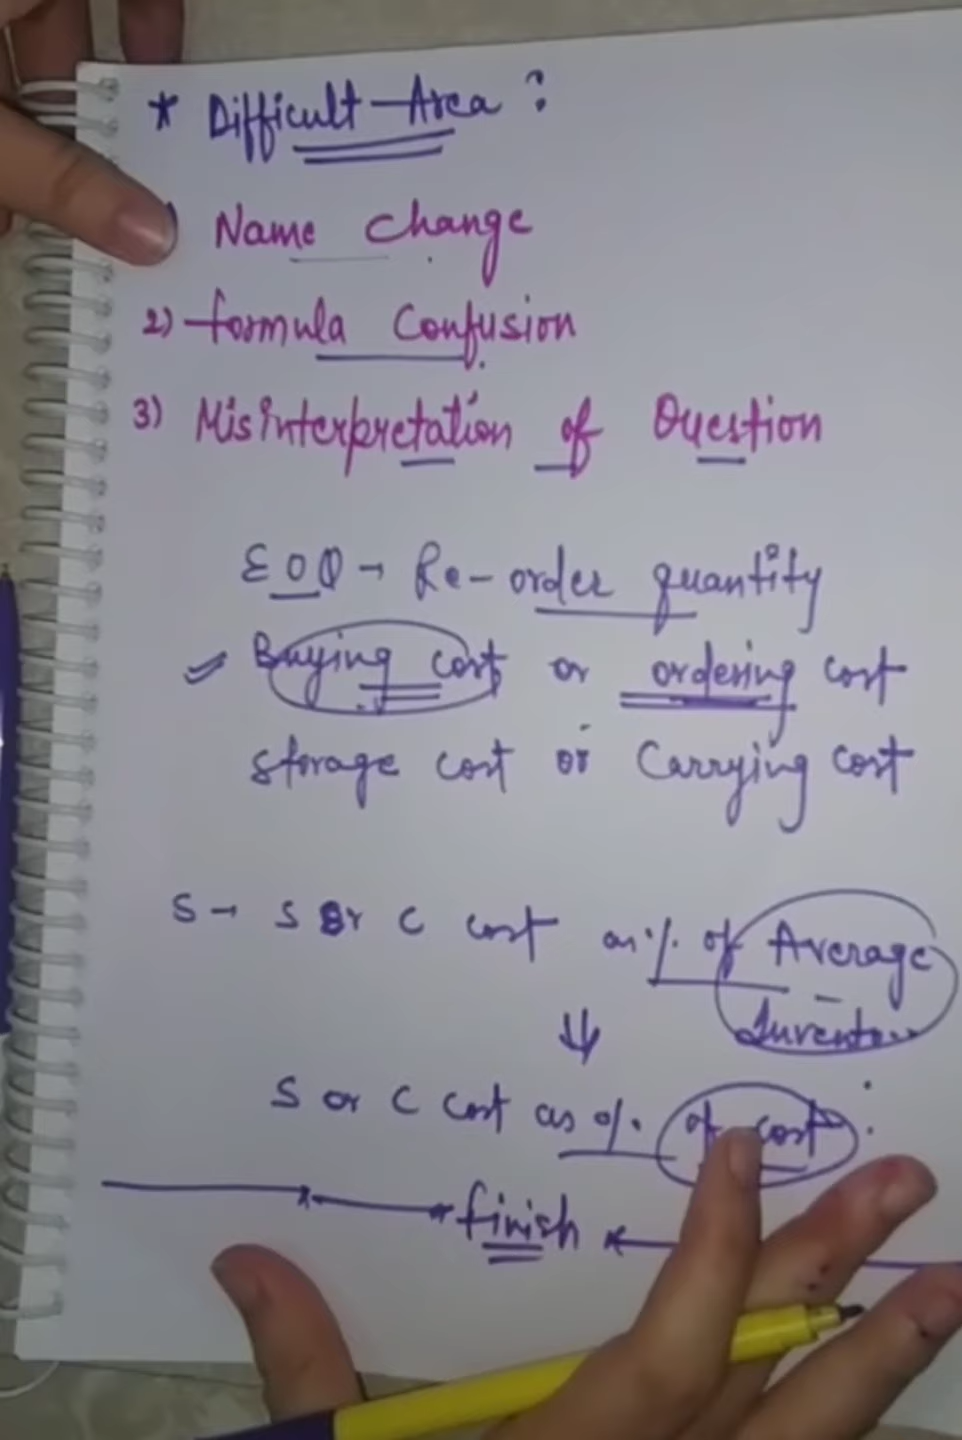 * Difficult Area :
Name change
2) formula Confusion
3) Misinterpretation of Question
EOQ → Re-order quantity
Buying cost or ordering cost
Storage cost or Carrying cost
S → S or C cost as % of Average
S or C cost as % of cost
finish